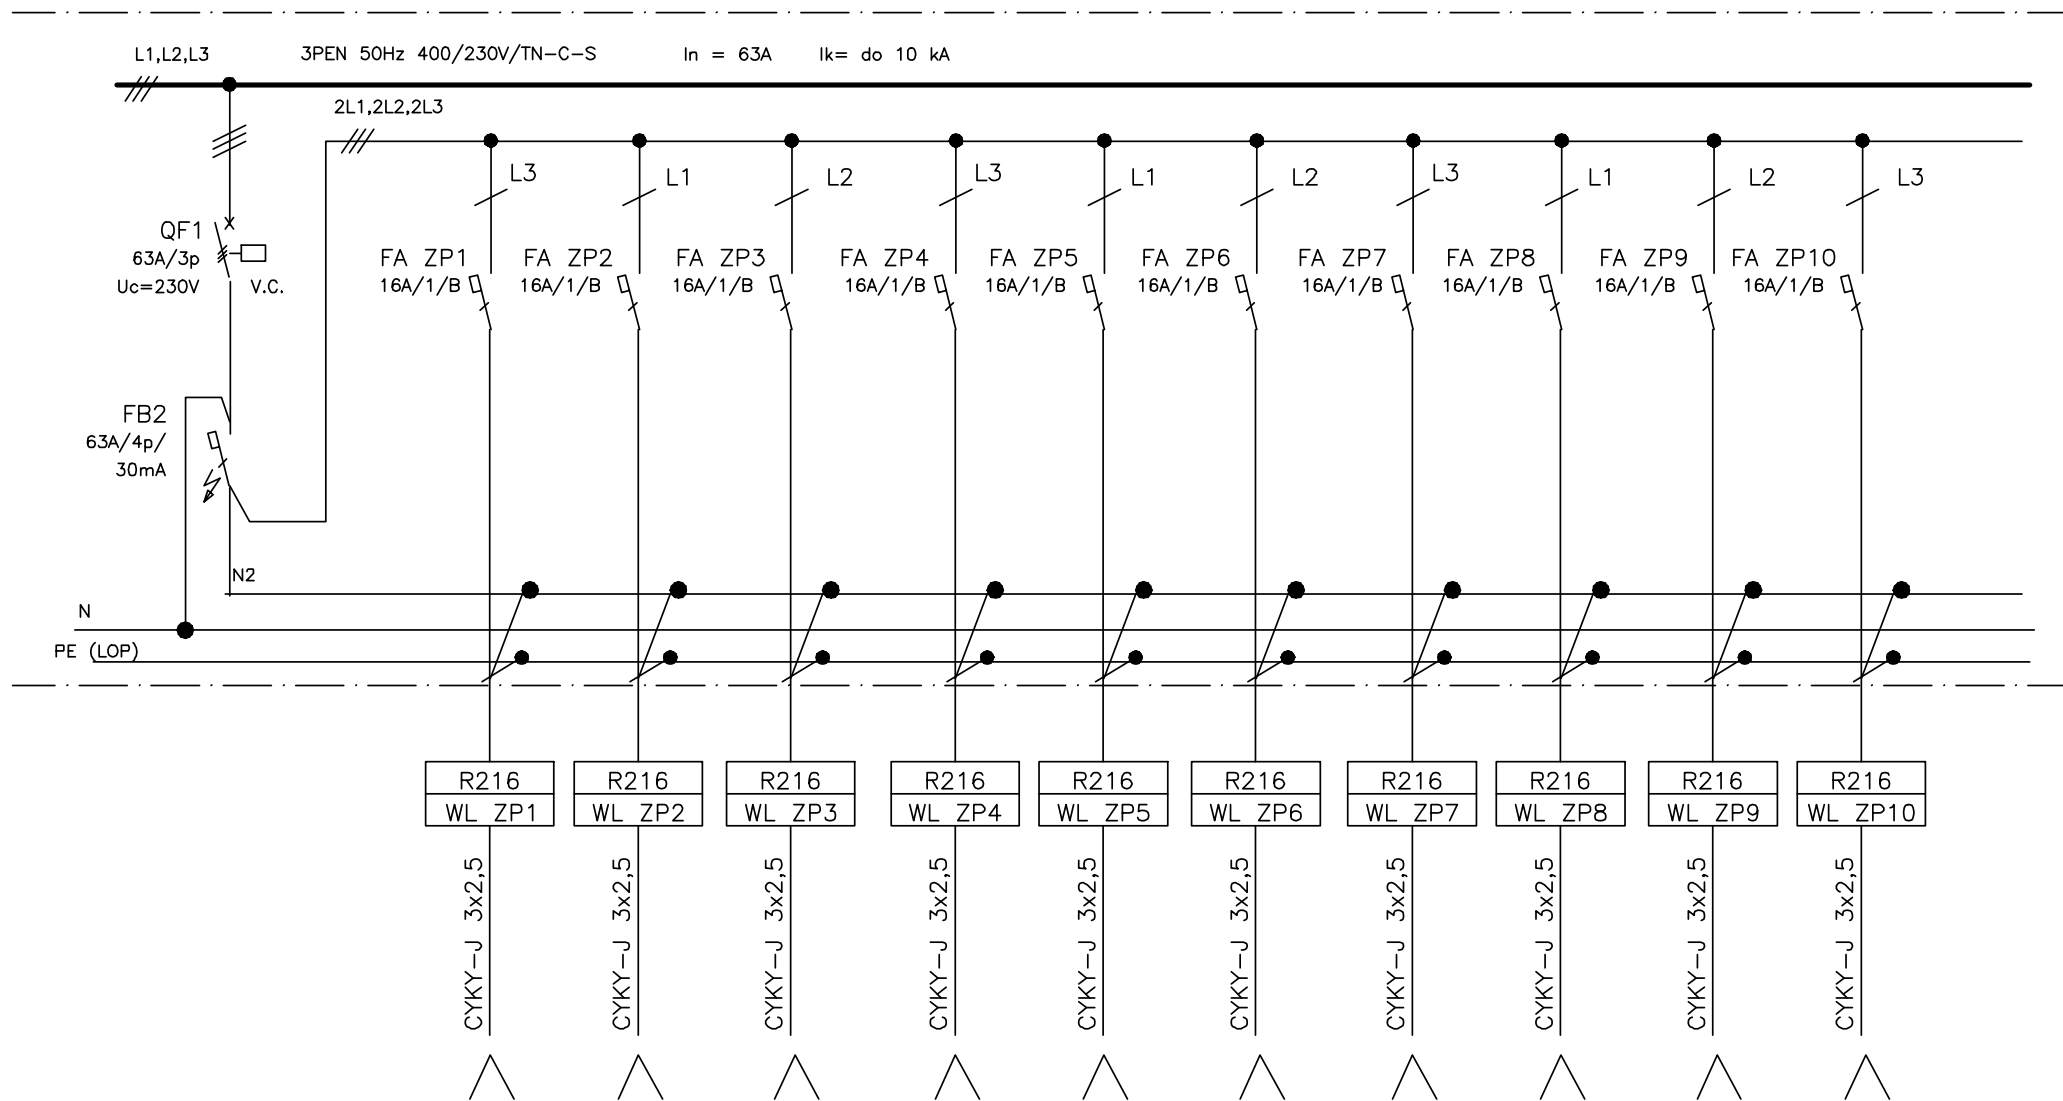 L1,L2,L3 3PEN 50Hz 400/230V/TN-C-S In = 63A Ik= do 10 kA
2L1,2L2,2L3
L3 L1 L2 L3 L1 L2 L3 L1 L2 L3
QF1
63A/3p
Uc=230V V.C.
FA ZP1 FA ZP2 FA ZP3 FA ZP4 FA ZP5 FA ZP6 FA ZP7 FA ZP8 FA ZP9 FA ZP10
16A/1/B 16A/1/B 16A/1/B 16A/1/B 16A/1/B 16A/1/B 16A/1/B 16A/1/B 16A/1/B 16A/1/B
FB2
63A/4p/
30mA
N2
N
PE (LOP)
R216 R216 R216 R216 R216 R216 R216 R216 R216 R216
WL ZP1 WL ZP2 WL ZP3 WL ZP4 WL ZP5 WL ZP6 WL ZP7 WL ZP8 WL ZP9 WL ZP10
CYKY-J 3x2,5
CYKY-J 3x2,5
CYKY-J 3x2,5
CYKY-J 3x2,5
CYKY-J 3x2,5
CYKY-J 3x2,5
CYKY-J 3x2,5
CYKY-J 3x2,5
CYKY-J 3x2,5
CYKY-J 3x2,5